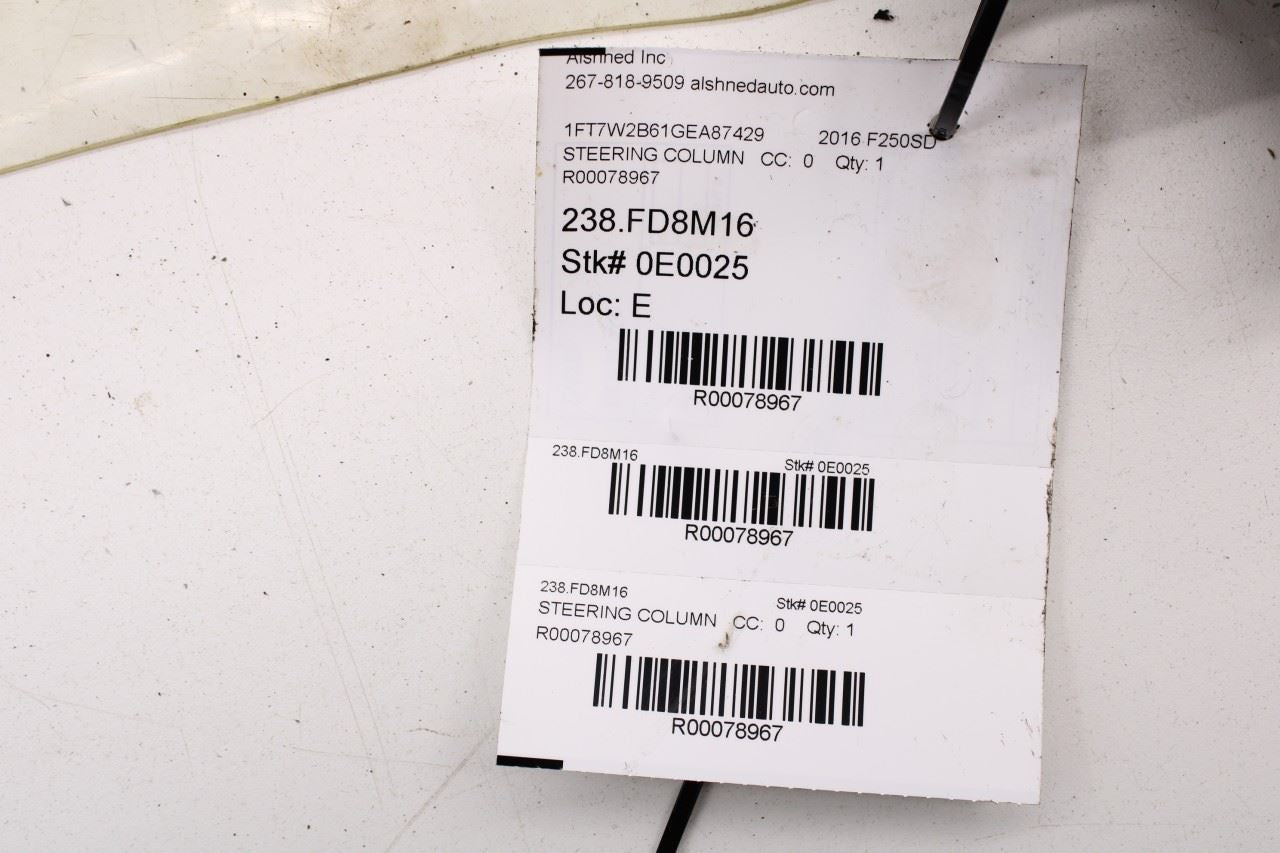 Alshned Inc
267-818-9509 alshnedauto.com
1FT7W2B61GEA87429 2016 F250SD
STEERING COLUMN CC: 0 Qty: 1
R00078967
238.FD8M16
Stk# 0E0025
Loc: E
R00078967
238.FD8M16 Stk# 0E0025
R00078967
238.FD8M16 Stk# 0E0025
STEERING COLUMN CC: 0 Qty: 1
R00078967
R00078967